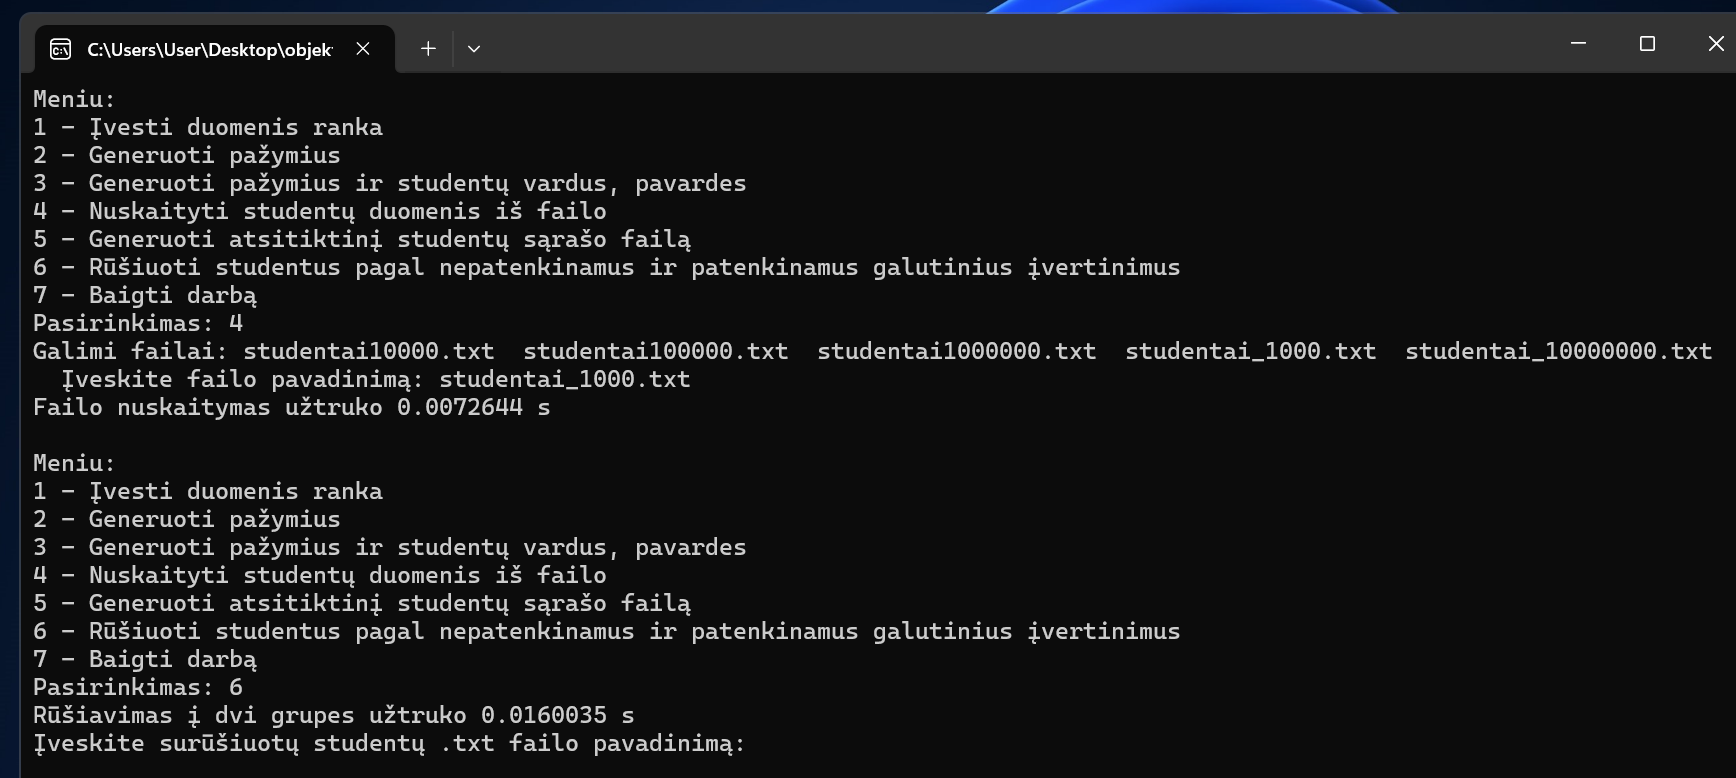 C:\Users\User\Desktop\objek
Meniu:
1 - Įvesti duomenis ranka
2 - Generuoti pažymius
3 - Generuoti pažymius ir studentų vardus, pavardes
4 - Nuskaityti studentų duomenis iš failo
5 - Generuoti atsitiktinį studentų sąrašo failą
6 - Rūšiuoti studentus pagal nepatenkinamus ir patenkinamus galutinius įvertinimus
7 - Baigti darbą
Pasirinkimas: 4
Galimi failai: studentai10000.txt  studentai100000.txt  studentai1000000.txt  studentai_1000.txt  studentai_10000000.txt
Įveskite failo pavadinimą: studentai_1000.txt
Failo nuskaitymas užtruko 0.0072644 s
Meniu:
1 - Įvesti duomenis ranka
2 - Generuoti pažymius
3 - Generuoti pažymius ir studentų vardus, pavardes
4 - Nuskaityti studentų duomenis iš failo
5 - Generuoti atsitiktinį studentų sąrašo failą
6 - Rūšiuoti studentus pagal nepatenkinamus ir patenkinamus galutinius įvertinimus
7 - Baigti darbą
Pasirinkimas: 6
Rūšiavimas į dvi grupes užtruko 0.0160035 s
Įveskite surūšiuotų studentų .txt failo pavadinimą: